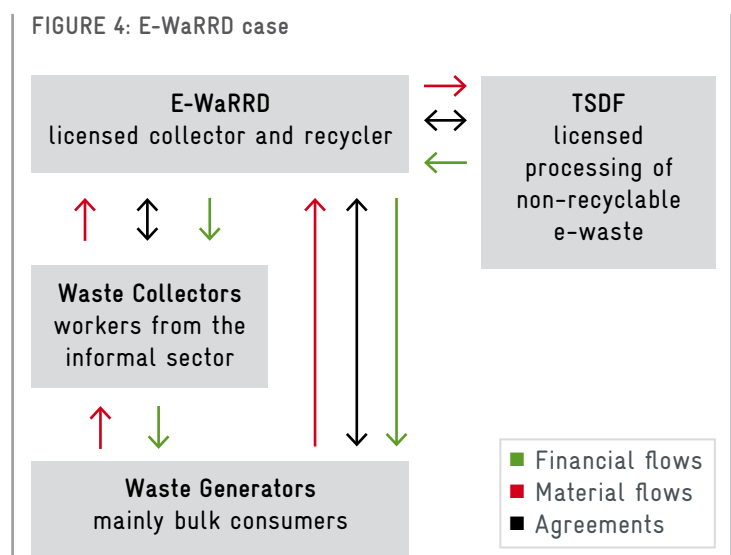 FIGURE 4: E-WaRRD case
E-WaRRD
licensed collector and recycler
TSDF
licensed
processing of
non-recyclable
e-waste
Waste Collectors
workers from the
informal sector
Waste Generators
mainly bulk consumers
Financial flows
Material flows
Agreements